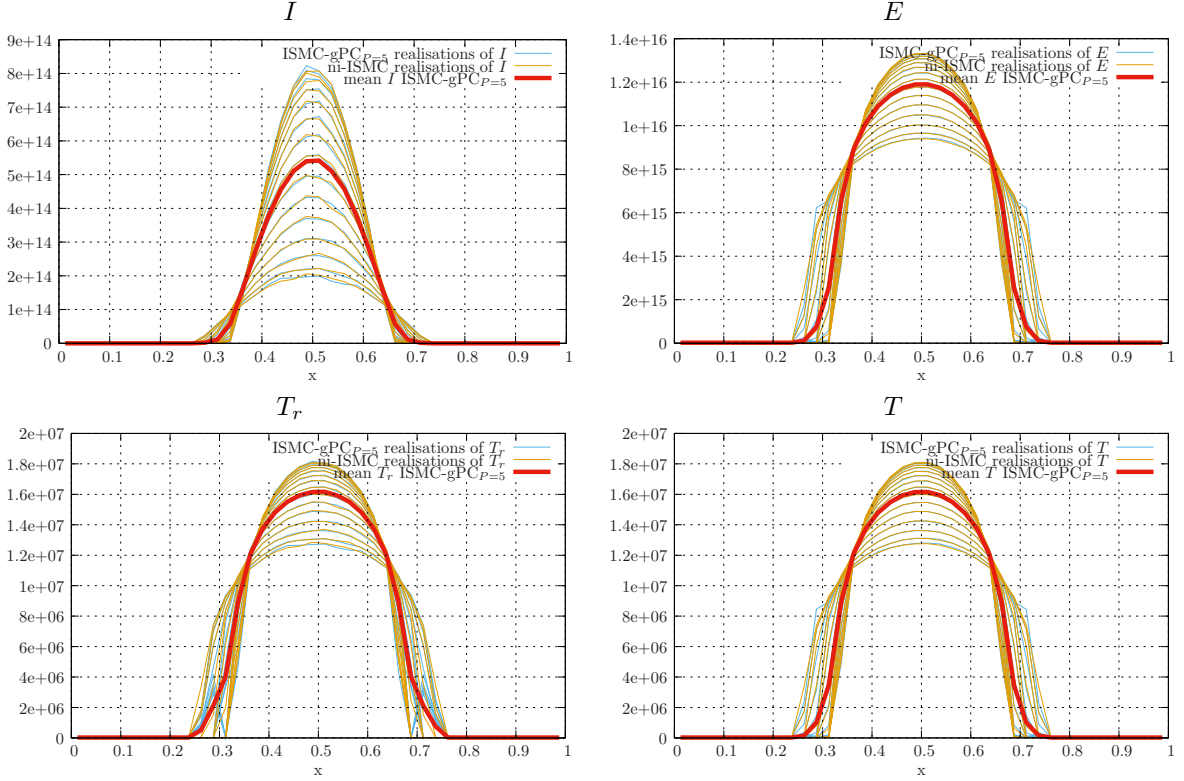 I
9e+14
8e+14
7e+14
6e+14
5e+14
4e+14
3e+14
2e+14
1e+14
0
0 0.1 0.2 0.3 0.4 0.5 0.6 0.7 0.8 0.9 1
x
ISMC-gPC_{P=5} realisations of I
ni-ISMC realisations of I
mean I ISMC-gPC_{P=5}
E
1.4e+16
1.2e+16
1e+16
8e+15
6e+15
4e+15
2e+15
0
0 0.1 0.2 0.3 0.4 0.5 0.6 0.7 0.8 0.9 1
x
ISMC-gPC_{P=5} realisations of E
ni-ISMC realisations of E
mean E ISMC-gPC_{P=5}
T_r
2e+07
1.8e+07
1.6e+07
1.4e+07
1.2e+07
1e+07
8e+06
6e+06
4e+06
2e+06
0
0 0.1 0.2 0.3 0.4 0.5 0.6 0.7 0.8 0.9 1
x
ISMC-gPC_{P=5} realisations of T_r
ni-ISMC realisations of T_r
mean T_r ISMC-gPC_{P=5}
T
2e+07
1.8e+07
1.6e+07
1.4e+07
1.2e+07
1e+07
8e+06
6e+06
4e+06
2e+06
0
0 0.1 0.2 0.3 0.4 0.5 0.6 0.7 0.8 0.9 1
x
ISMC-gPC_{P=5} realisations of T
ni-ISMC realisations of T
mean T ISMC-gPC_{P=5}